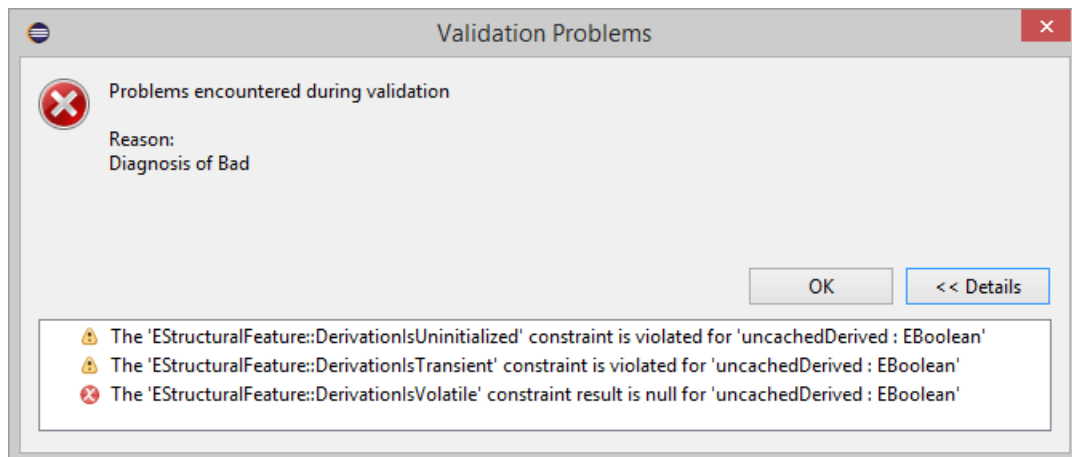 Validation Problems
Problems encountered during validation
Reason:
Diagnosis of Bad
OK
<< Details
The 'EStructuralFeature::DerivationIsUninitialized' constraint is violated for 'uncachedDerived : EBoolean'
The 'EStructuralFeature::DerivationIsTransient' constraint is violated for 'uncachedDerived : EBoolean'
The 'EStructuralFeature::DerivationIsVolatile' constraint result is null for 'uncachedDerived : EBoolean'